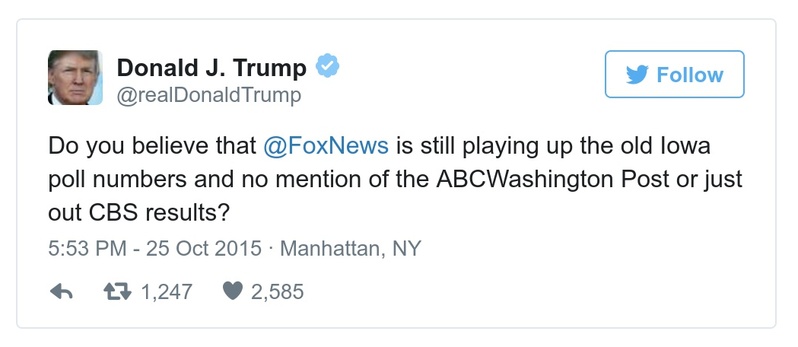 Donald J. Trump
@realDonaldTrump
Follow
Do you believe that @FoxNews is still playing up the old Iowa
poll numbers and no mention of the ABCWashington Post or just
out CBS results?
5:53 PM - 25 Oct 2015 · Manhattan, NY
1,247 2,585